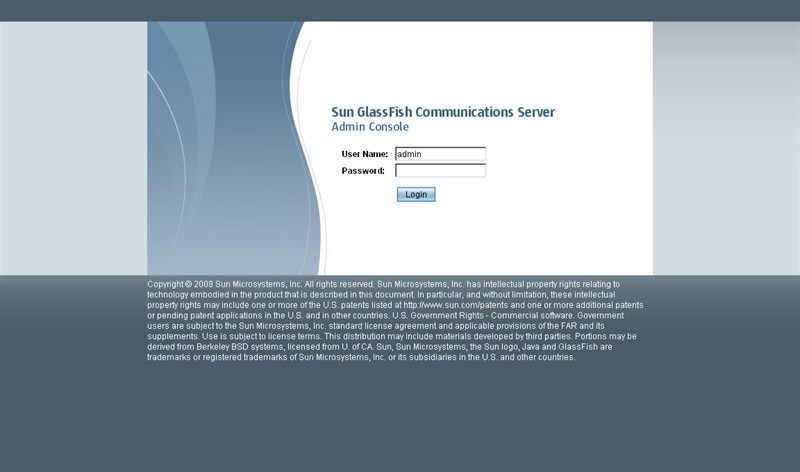 Sun GlassFish Communications Server
Admin Console
User Name: admin
Password:
Login
Copyright © 2008 Sun Microsystems, Inc. All rights reserved. Sun Microsystems, Inc. has intellectual property rights relating to
technology embodied in the product that is described in this document. In particular, and without limitation, these intellectual
property rights may include one or more of the U.S. patents listed at http://www.sun.com/patents and one or more additional patents
or pending patent applications in the U.S. and in other countries. U.S. Government Rights - Commercial software. Government
users are subject to the Sun Microsystems, Inc. standard license agreement and applicable provisions of the FAR and its
supplements. Use is subject to license terms. This distribution may include materials developed by third parties. Portions may be
derived from Berkeley BSD systems, licensed from U. of CA. Sun, Sun Microsystems, the Sun logo, Java and GlassFish are
trademarks or registered trademarks of Sun Microsystems, Inc. or its subsidiaries in the U.S. and other countries.